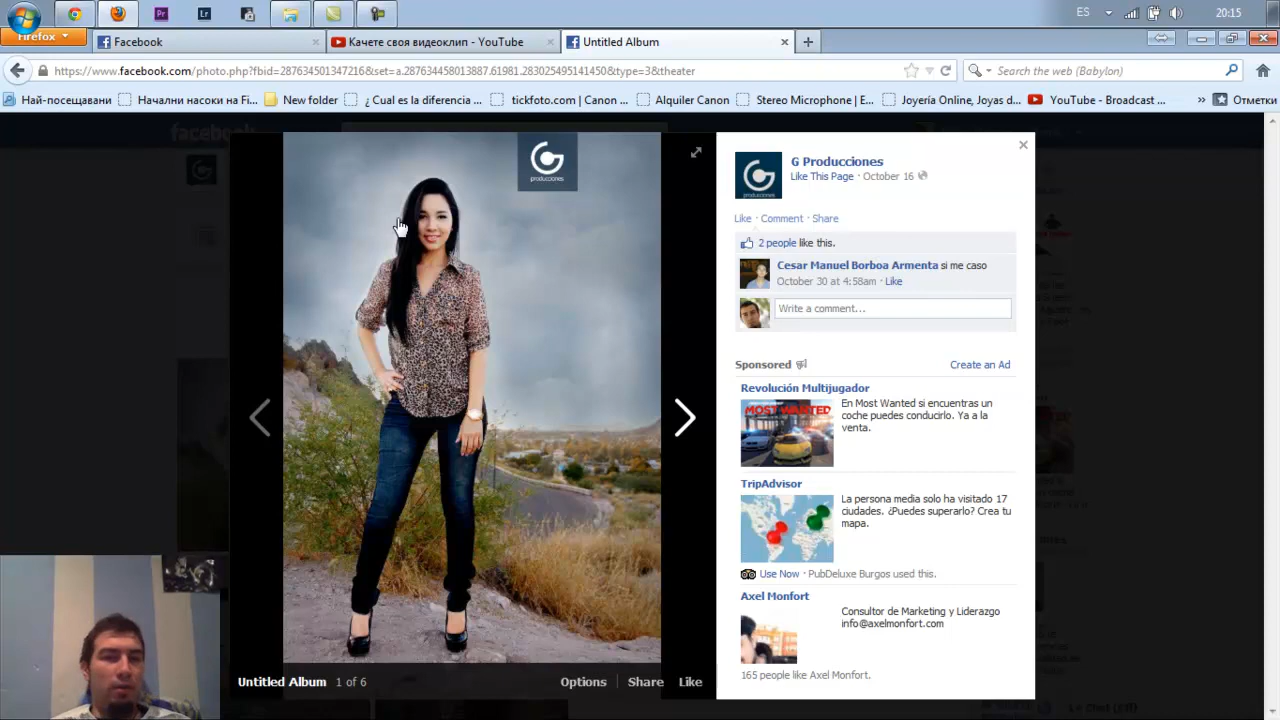 ES
20:15
Firefox
Facebook
Качете своя видеоклип - YouTube
Untitled Album
https://www.facebook.com/photo.php?fbid=287634501347216&set=a.287634458013887.61981.283025495141450&type=3&theater
Search the web (Babylon)
Най-посещавани
Начални насоки на Fi...
New folder
¿ Cual es la diferencia ...
tickfoto.com | Canon ...
Alquiler Canon
Stereo Microphone | E...
Joyería Online, Joyas d...
YouTube - Broadcast ...
»
Отметки
producciones
G Producciones
Like This Page · October 16
Like · Comment · Share
2 people like this.
Cesar Manuel Borboa Armenta si me caso
October 30 at 4:58am · Like
Write a comment...
Sponsored
Create an Ad
Revolución Multijugador
MOST WANTED
En Most Wanted si encuentras un
coche puedes conducirlo. Ya a la
venta.
TripAdvisor
La persona media solo ha visitado 17
ciudades. ¿Puedes superarlo? Crea tu
mapa.
Use Now · PubDeluxe Burgos used this.
Axel Monfort
Consultor de Marketing y Liderazgo
info@axelmonfort.com
165 people like Axel Monfort.
Untitled Album 1 of 6
Options
Share
Like